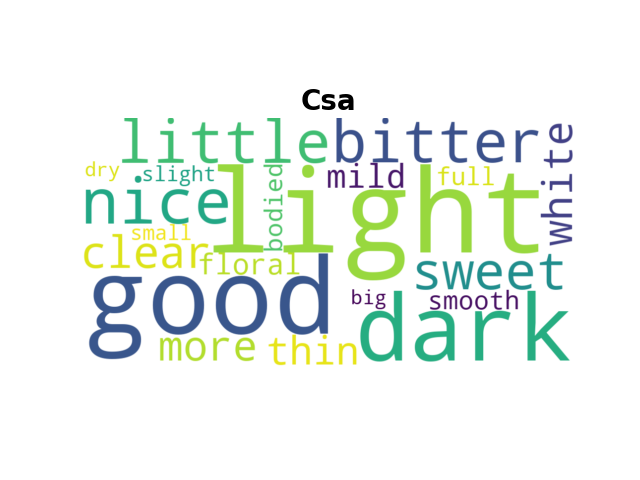 Csa
little bitter white
dry slight bodied mild full
nice light
small
clear floral sweet
good big smooth dark
more thin